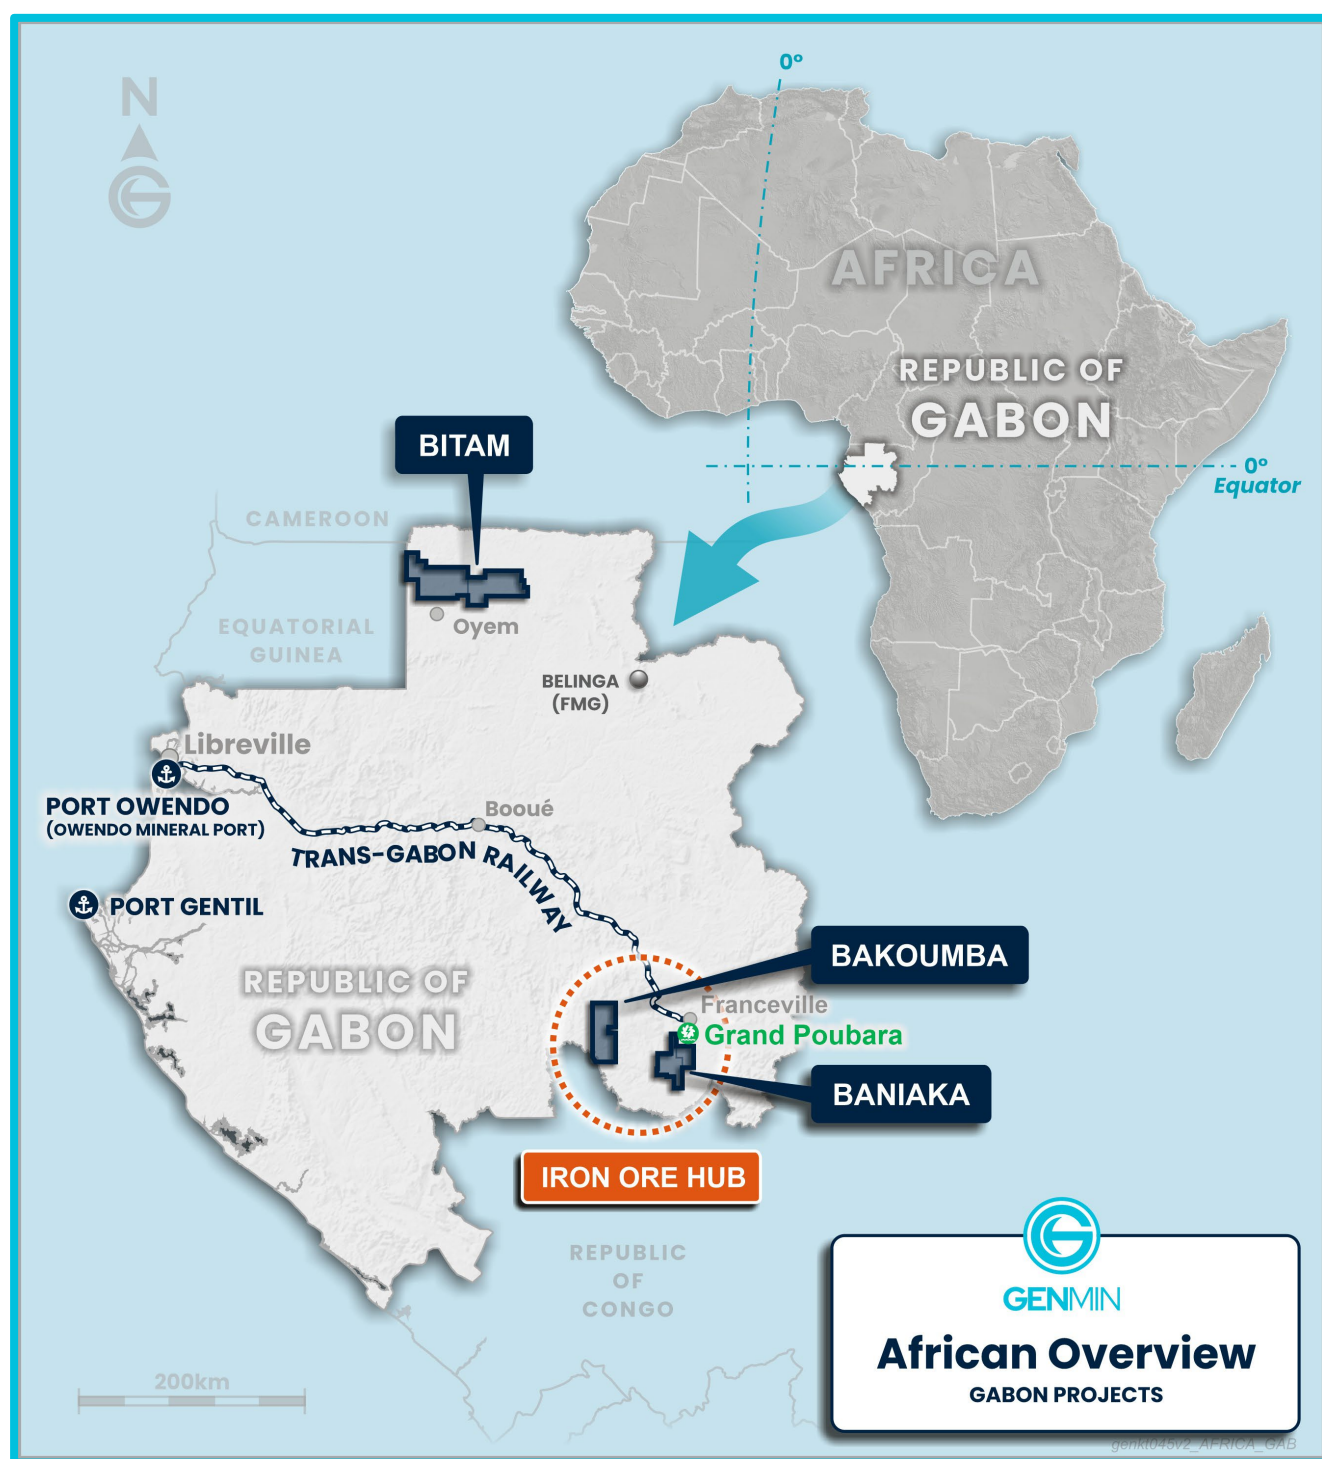 N
0°
AFRICA
REPUBLIC OF
GABON
0°
Equator
BITAM
CAMEROON
EQUATORIAL
GUINEA
Oyem
BELINGA
(FMG)
Libreville
PORT OWENDO
(OWENDO MINERAL PORT)
Booué
TRANS-GABON RAILWAY
PORT GENTIL
BAKOUMBA
REPUBLIC OF
GABON
Franceville
Grand Poubara
BANIAKA
IRON ORE HUB
REPUBLIC
OF
CONGO
GENMIN
African Overview
GABON PROJECTS
200km
genkt045v2_AFRICA_GAB